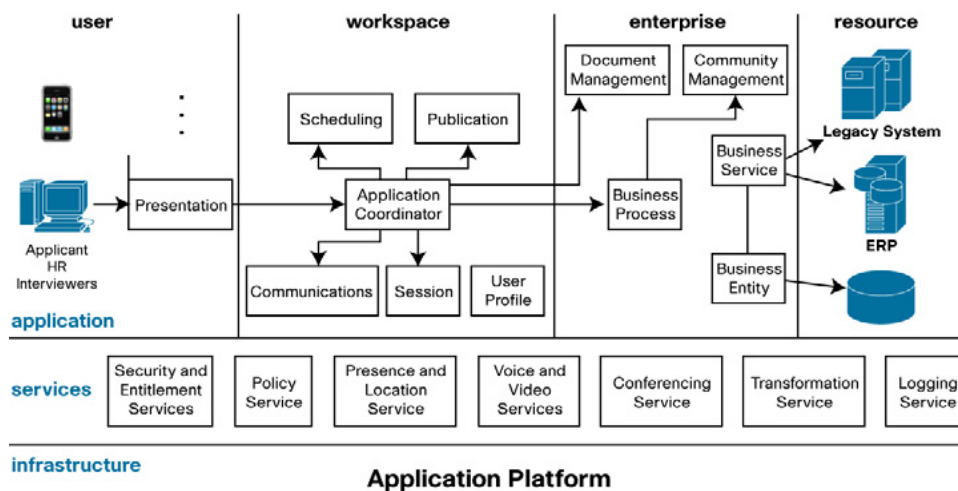 user
workspace
enterprise
resource
Document
Management
Community
Management
Scheduling
Publication
Legacy System
Business
Service
Presentation
Application
Coordinator
Business
Process
ERP
Applicant
HR
Interviewers
Communications
Session
User
Profile
Business
Entity
application
services
Security and
Entitlement
Services
Policy
Service
Presence and
Location
Service
Voice and
Video
Services
Conferencing
Service
Transformation
Service
Logging
Service
infrastructure
Application Platform